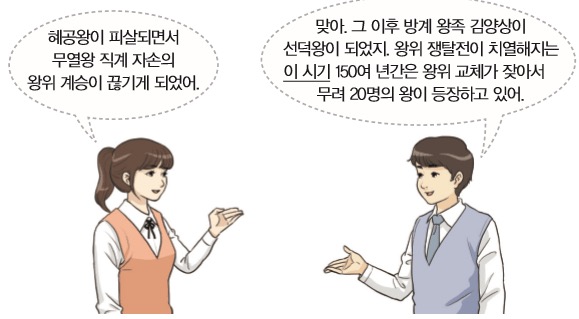 혜공왕이 피살되면서
무열왕 직계 자손의
왕위 계승이 끊기게 되었어.
맞아. 그 이후 방계 왕족 김양상이
선덕왕이 되었지. 왕위 쟁탈전이 치열해지는
이 시기 150여 년간은 왕위 교체가 잦아서
무려 20명의 왕이 등장하고 있어.